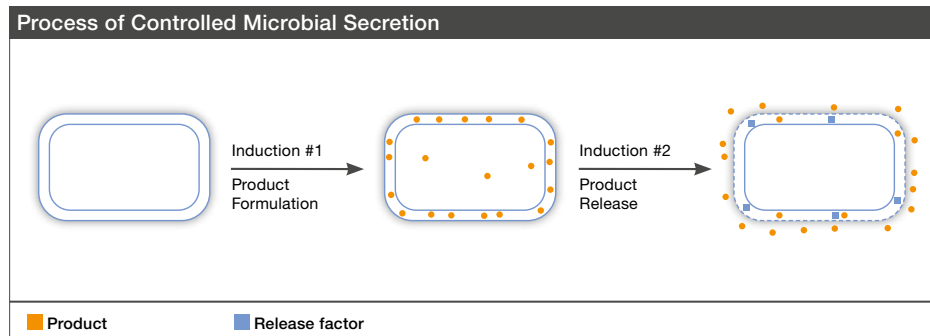 Process of Controlled Microbial Secretion
Induction #1
Product
Formulation
Induction #2
Product
Release
Product
Release factor